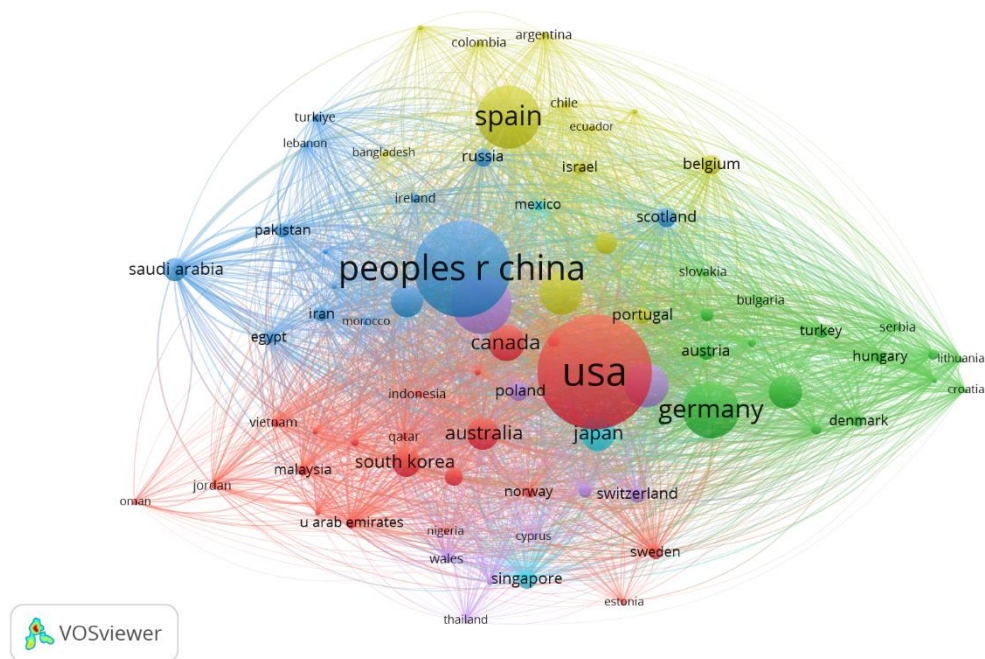 colombia
argentina
spain
chile
turkiye
ecuador
lebanon
bangladesh
russia
israel
belgium
ireland
mexico
scotland
pakistan
saudi arabia
peoples r china
slovakia
bulgaria
iran
morocco
portugal
turkey
serbia
egypt
canada
austria
hungary
lithuania
usa
poland
croatia
indonesia
germany
vietnam
qatar
australia
japan
denmark
malaysia
south korea
jordan
norway
switzerland
oman
u arab emirates
nigeria
cyprus
wales
sweden
singapore
estonia
thailand
VOSviewer